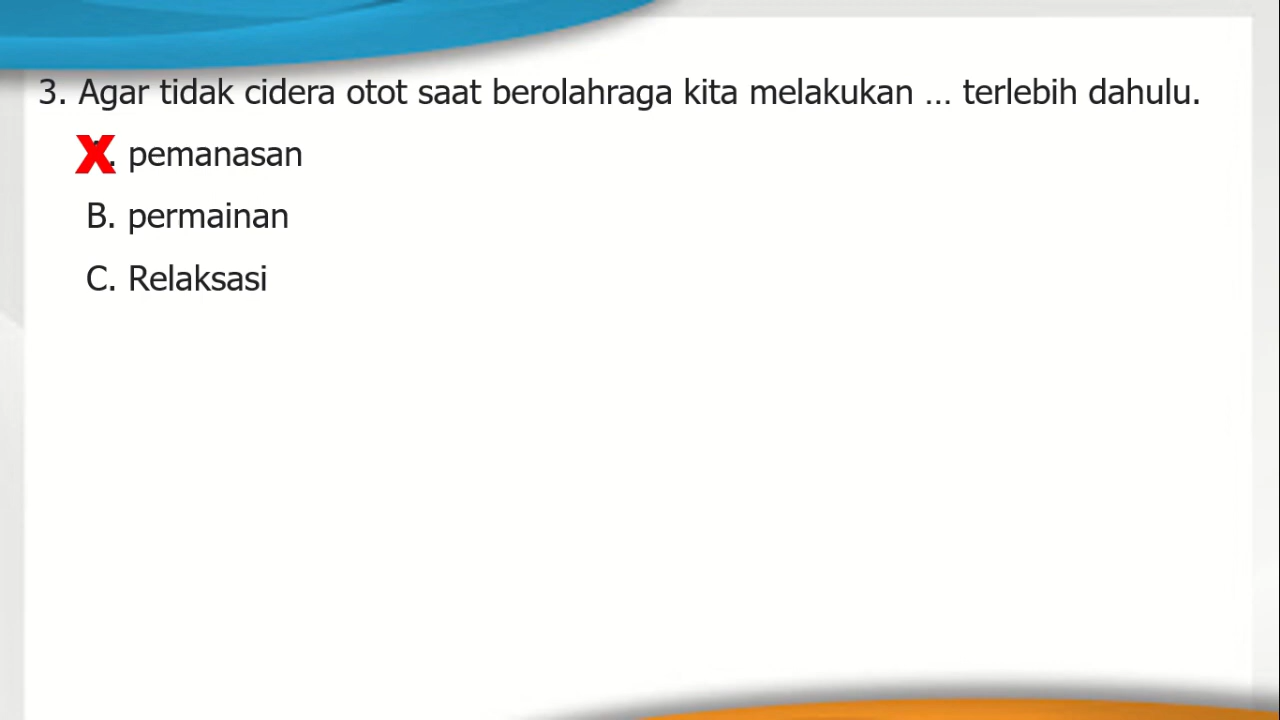 3. Agar tidak cidera otot saat berolahraga kita melakukan ... terlebih dahulu.
X. pemanasan
B. permainan
C. Relaksasi